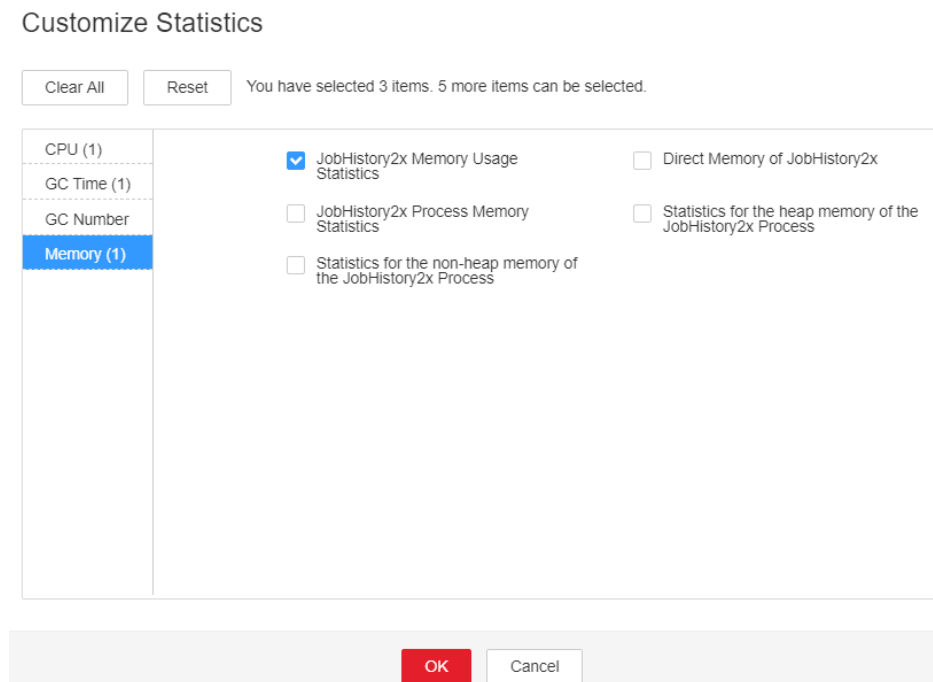 Customize Statistics
Clear All
Reset
You have selected 3 items. 5 more items can be selected.
CPU (1)
GC Time (1)
GC Number
Memory (1)
JobHistory2x Memory Usage
Statistics
Direct Memory of JobHistory2x
JobHistory2x Process Memory
Statistics
Statistics for the heap memory of the
JobHistory2x Process
Statistics for the non-heap memory of
the JobHistory2x Process
OK
Cancel